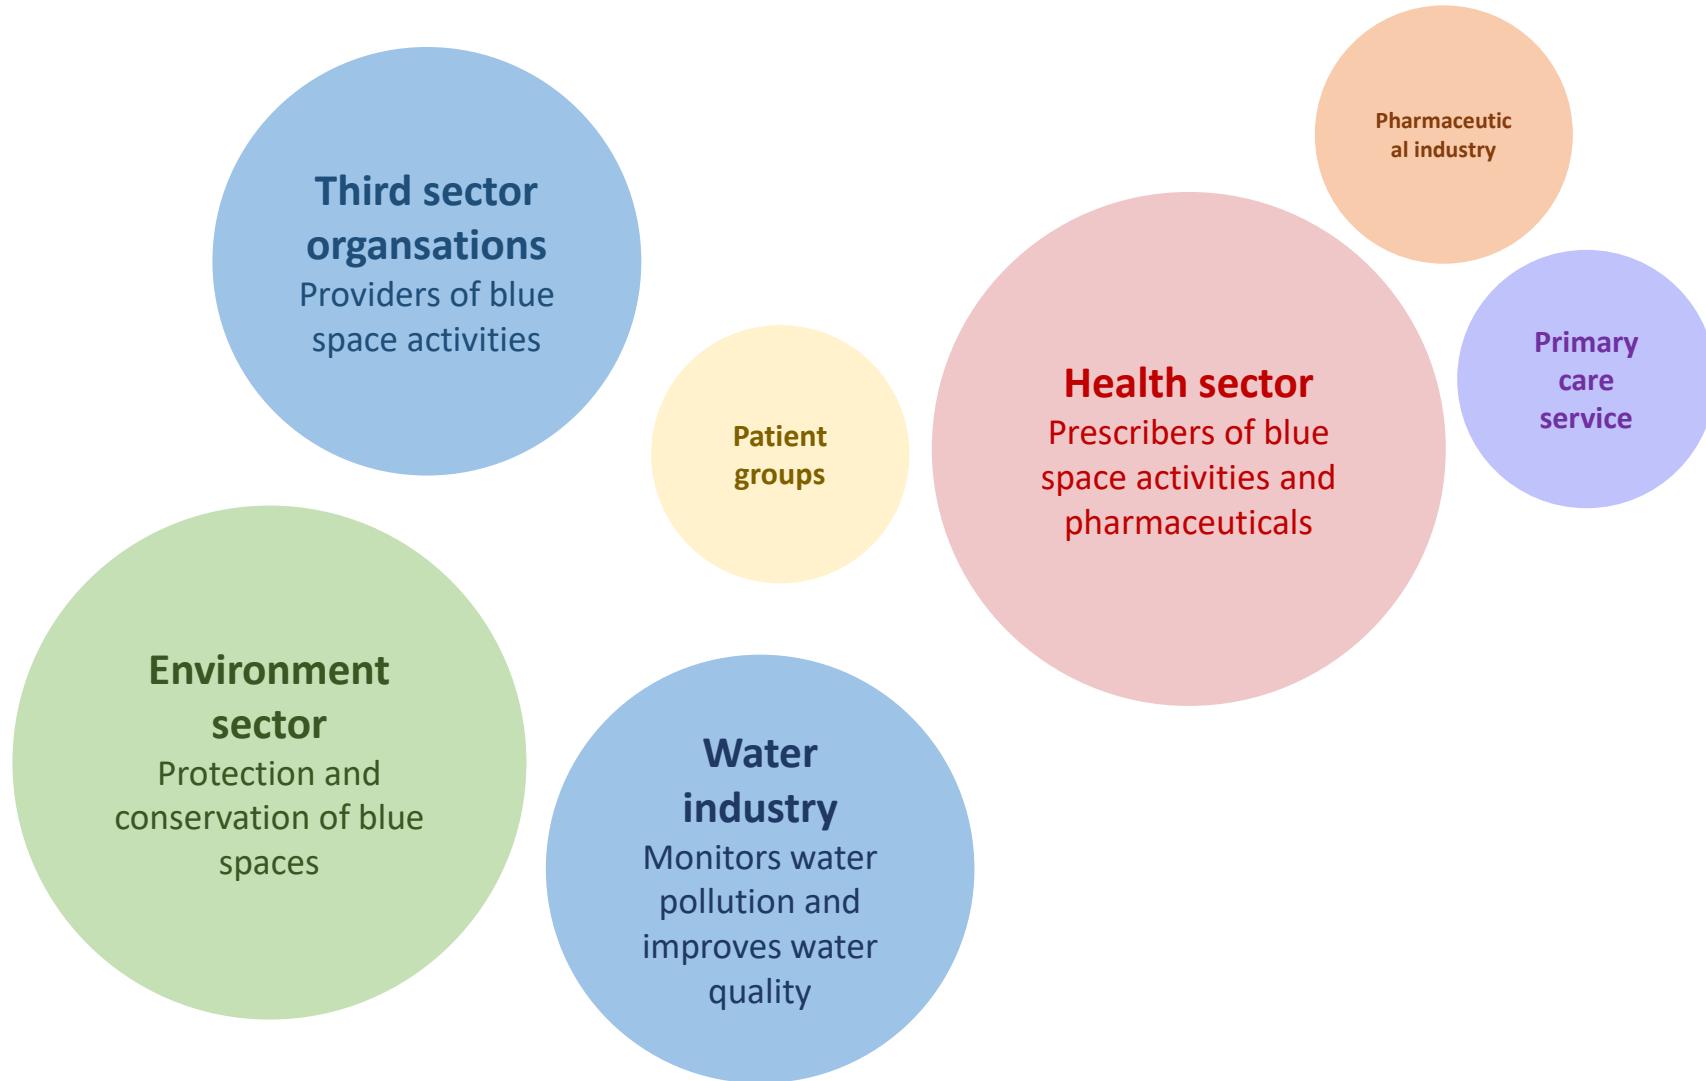 Third sector
organsations
Providers of blue
space activities
Pharmaceutic
al industry
Primary
care
service
Health sector
Prescribers of blue
space activities and
pharmaceuticals
Patient
groups
Environment
sector
Protection and
conservation of blue
spaces
Water
industry
Monitors water
pollution and
improves water
quality